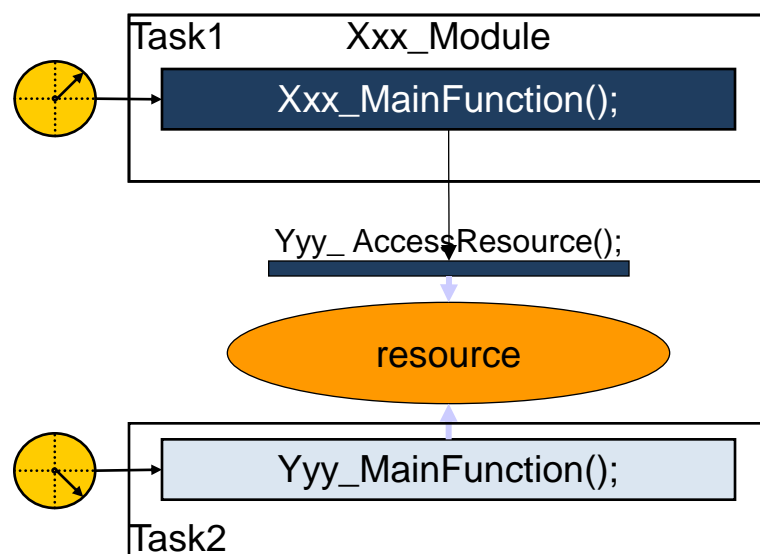 Task1 Xxx_Module
Xxx_MainFunction();
Yyy_ AccessResource();
resource
Yyy_MainFunction();
Task2